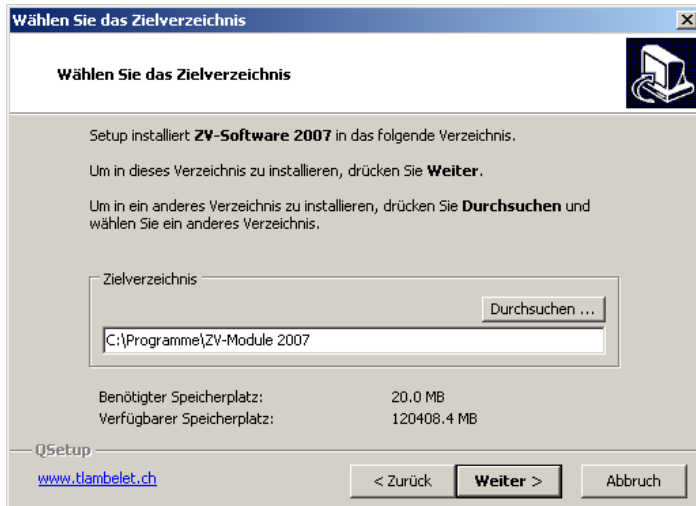 Wählen Sie das Zielverzeichnis
Wählen Sie das Zielverzeichnis
Setup installiert ZV-Software 2007 in das folgende Verzeichnis.
Um in dieses Verzeichnis zu installieren, drücken Sie Weiter.
Um in ein anderes Verzeichnis zu installieren, drücken Sie Durchsuchen und
wählen Sie ein anderes Verzeichnis.
Zielverzeichnis
Durchsuchen ...
C:\Programme\ZV-Module 2007
Benötigter Speicherplatz: 20.0 MB
Verfügbarer Speicherplatz: 120408.4 MB
QSetup
www.tlambelet.ch
< Zurück Weiter > Abbruch